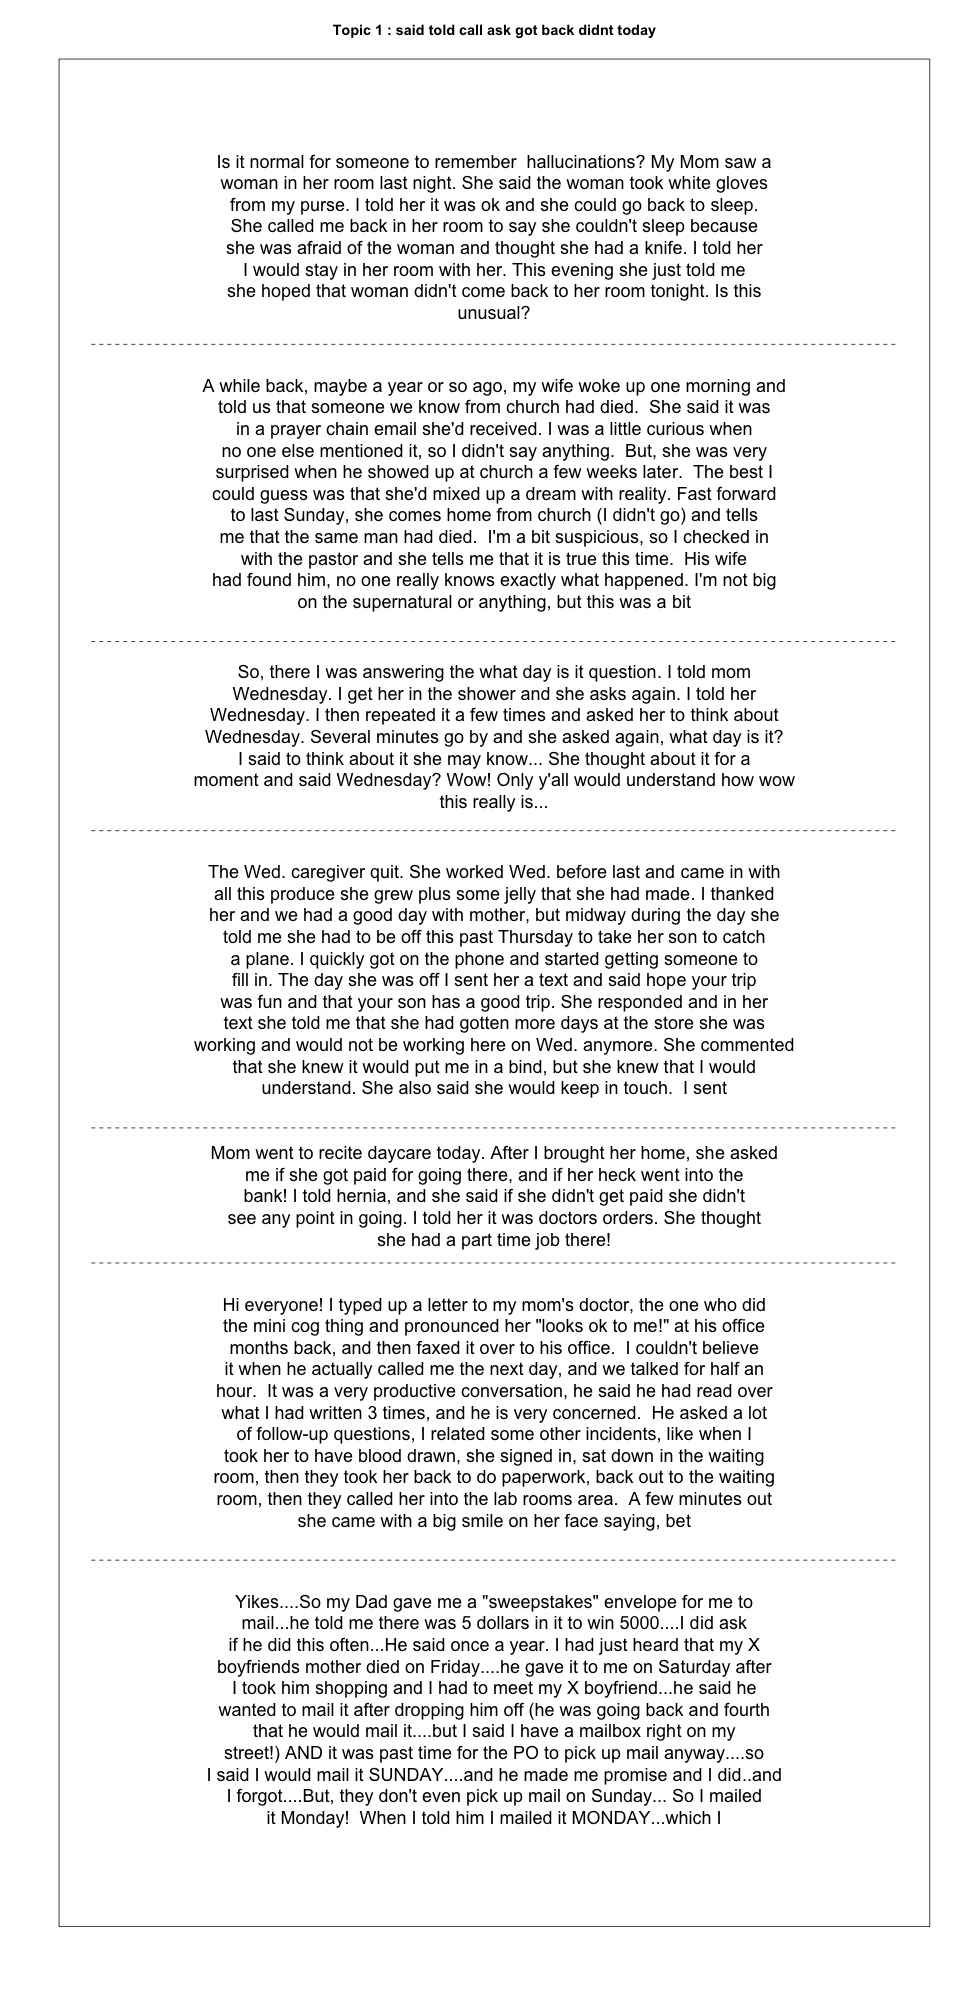 Topic 1 : said told call ask got back didnt today
Is it normal for someone to remember  hallucinations? My Mom saw a
woman in her room last night. She said the woman took white gloves
from my purse. I told her it was ok and she could go back to sleep.
She called me back in her room to say she couldn't sleep because
she was afraid of the woman and thought she had a knife. I told her
I would stay in her room with her. This evening she just told me
she hoped that woman didn't come back to her room tonight. Is this
unusual?
A while back, maybe a year or so ago, my wife woke up one morning and
told us that someone we know from church had died.  She said it was
in a prayer chain email she'd received. I was a little curious when
no one else mentioned it, so I didn't say anything.  But, she was very
surprised when he showed up at church a few weeks later.  The best I
could guess was that she'd mixed up a dream with reality. Fast forward
to last Sunday, she comes home from church (I didn't go) and tells
me that the same man had died.  I'm a bit suspicious, so I checked in
with the pastor and she tells me that it is true this time.  His wife
had found him, no one really knows exactly what happened. I'm not big
on the supernatural or anything, but this was a bit
So, there I was answering the what day is it question. I told mom
Wednesday. I get her in the shower and she asks again. I told her
Wednesday. I then repeated it a few times and asked her to think about
Wednesday. Several minutes go by and she asked again, what day is it?
I said to think about it she may know... She thought about it for a
moment and said Wednesday? Wow! Only y'all would understand how wow
this really is...
The Wed. caregiver quit. She worked Wed. before last and came in with
all this produce she grew plus some jelly that she had made. I thanked
her and we had a good day with mother, but midway during the day she
told me she had to be off this past Thursday to take her son to catch
a plane. I quickly got on the phone and started getting someone to
fill in. The day she was off I sent her a text and said hope your trip
was fun and that your son has a good trip. She responded and in her
text she told me that she had gotten more days at the store she was
working and would not be working here on Wed. anymore. She commented
that she knew it would put me in a bind, but she knew that I would
understand. She also said she would keep in touch.  I sent
Mom went to recite daycare today. After I brought her home, she asked
me if she got paid for going there, and if her heck went into the
bank! I told hernia, and she said if she didn't get paid she didn't
see any point in going. I told her it was doctors orders. She thought
she had a part time job there!
Hi everyone! I typed up a letter to my mom's doctor, the one who did
the mini cog thing and pronounced her "looks ok to me!" at his office
months back, and then faxed it over to his office.  I couldn't believe
it when he actually called me the next day, and we talked for half an
hour.  It was a very productive conversation, he said he had read over
what I had written 3 times, and he is very concerned.  He asked a lot
of follow-up questions, I related some other incidents, like when I
took her to have blood drawn, she signed in, sat down in the waiting
room, then they took her back to do paperwork, back out to the waiting
room, then they called her into the lab rooms area.  A few minutes out
she came with a big smile on her face saying, bet
Yikes....So my Dad gave me a "sweepstakes" envelope for me to
mail...he told me there was 5 dollars in it to win 5000....I did ask
if he did this often...He said once a year. I had just heard that my X
boyfriends mother died on Friday....he gave it to me on Saturday after
I took him shopping and I had to meet my X boyfriend...he said he
wanted to mail it after dropping him off (he was going back and fourth
that he would mail it....but I said I have a mailbox right on my
street!) AND it was past time for the PO to pick up mail anyway....so
I said I would mail it SUNDAY....and he made me promise and I did..and
I forgot....But, they don't even pick up mail on Sunday... So I mailed
it Monday!  When I told him I mailed it MONDAY...which I